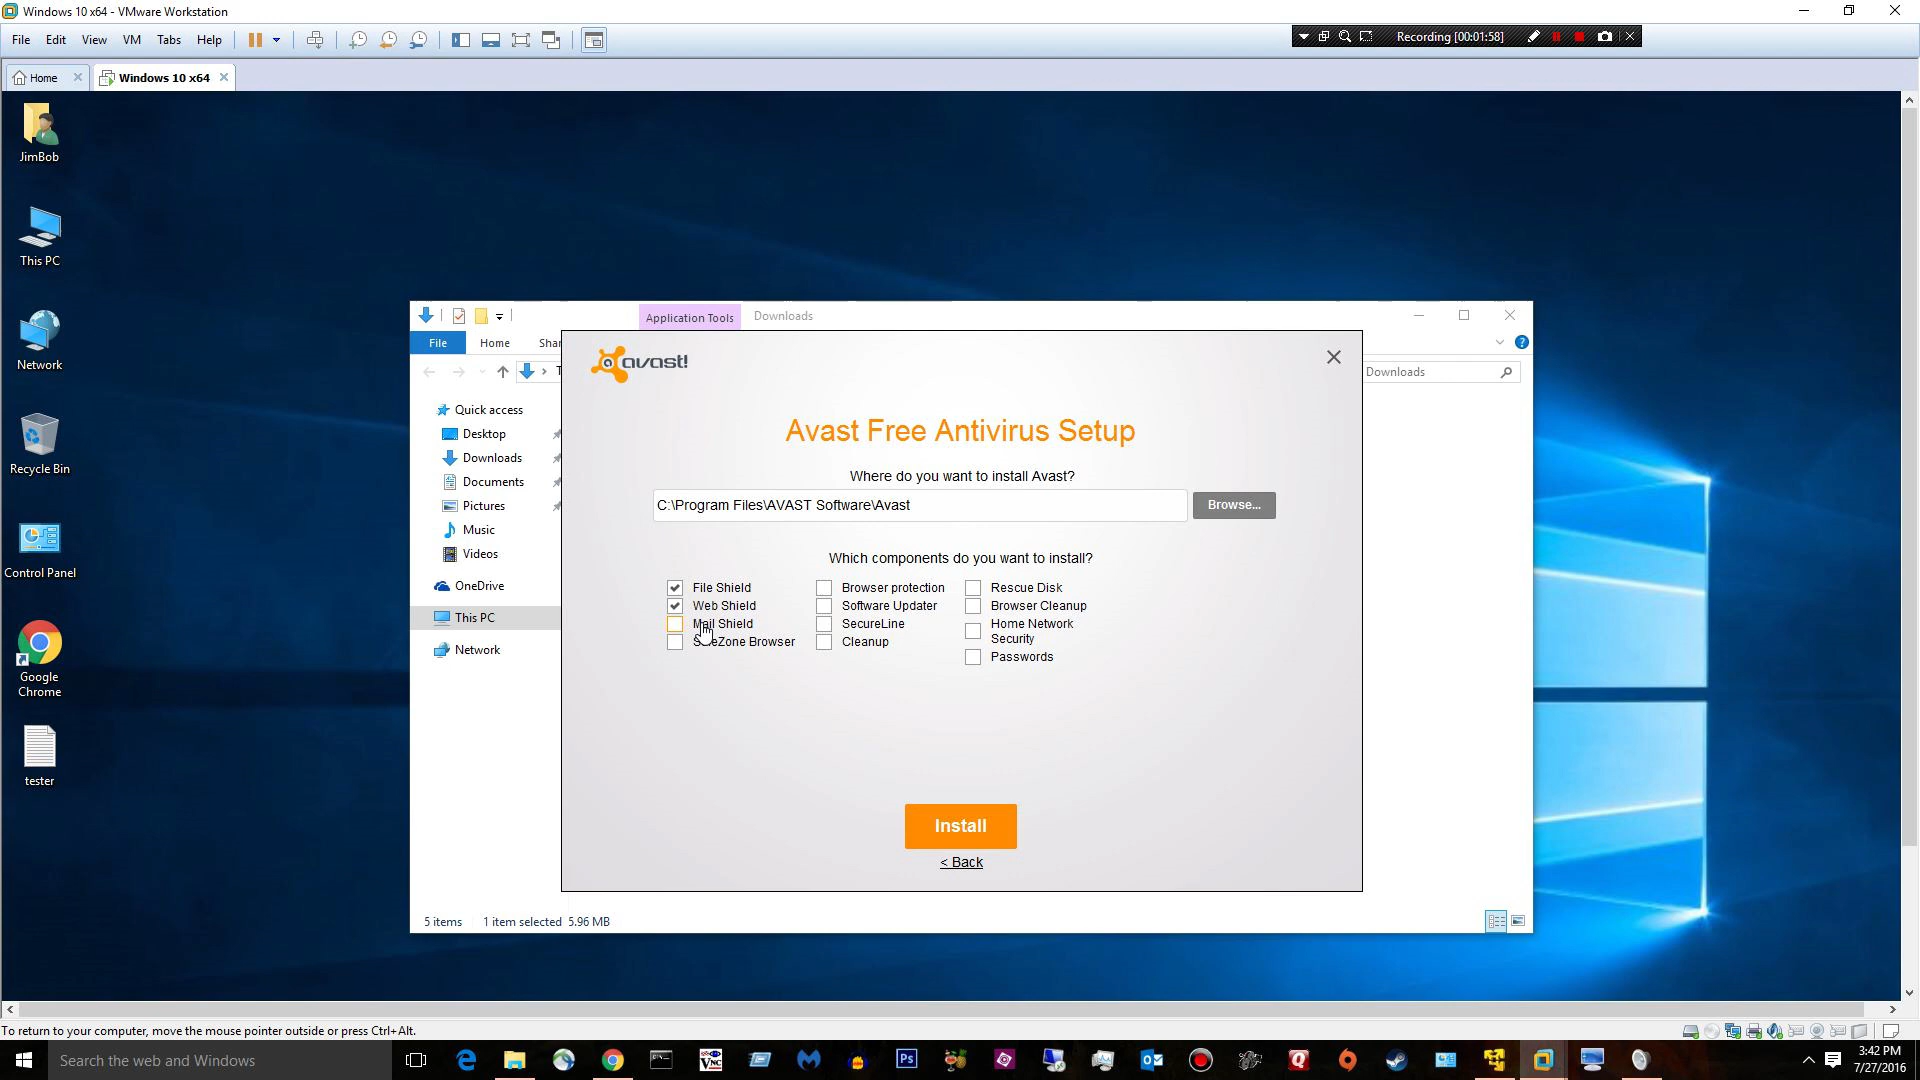 Windows 10 x64 - VMware Workstation
File Edit View VM Tabs Help
Recording [00:01:58]
Home
Windows 10 x64
JimBob
This PC
Network
Recycle Bin
Control Panel
Google
Chrome
tester
Application Tools Downloads
File Home
Downloads
Quick access
Desktop
Downloads
Documents
Pictures
Music
Videos
OneDrive
This PC
Network
5 items 1 item selected 5.96 MB
avast!
Avast Free Antivirus Setup
Where do you want to install Avast?
C:\Program Files\AVAST Software\Avast
Browse...
Which components do you want to install?
File Shield
Web Shield
Mail Shield
SafeZone Browser
Browser protection
Software Updater
SecureLine
Cleanup
Rescue Disk
Browser Cleanup
Home Network
Security
Passwords
Install
< Back
To return to your computer, move the mouse pointer outside or press Ctrl+Alt.
Search the web and Windows
VNC
Ps
3:42 PM
7/27/2016